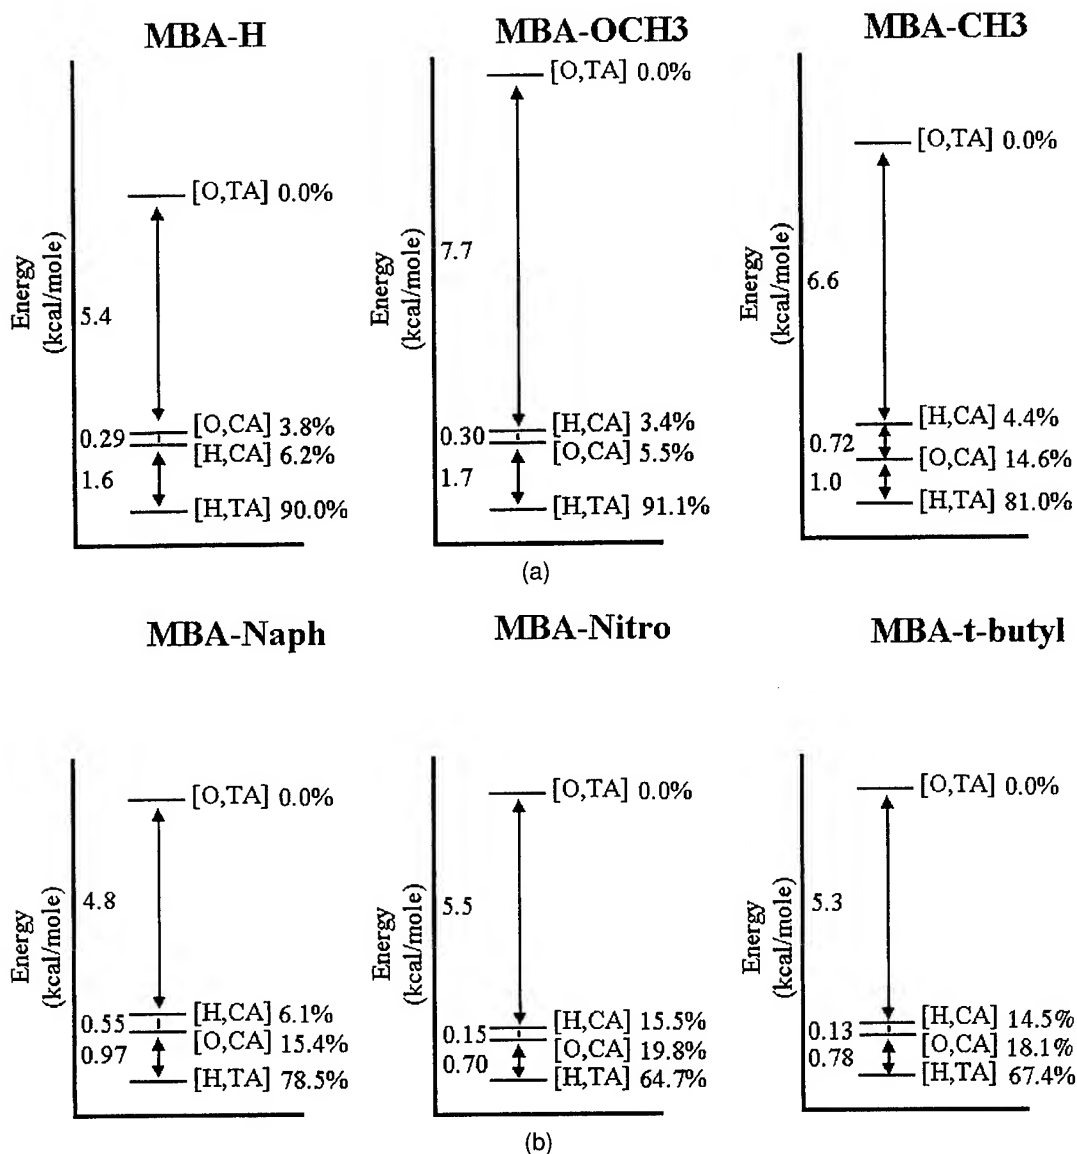 MBA-H
Energy
(kcal/mole)
[O,TA] 0.0%
5.4
[O,CA] 3.8%
0.29
[H,CA] 6.2%
1.6
[H,TA] 90.0%
MBA-OCH3
Energy
(kcal/mole)
[O,TA] 0.0%
7.7
[H,CA] 3.4%
0.30
[O,CA] 5.5%
1.7
[H,TA] 91.1%
MBA-CH3
Energy
(kcal/mole)
[O,TA] 0.0%
6.6
[H,CA] 4.4%
0.72
[O,CA] 14.6%
1.0
[H,TA] 81.0%
(a)
MBA-Naph
Energy
(kcal/mole)
[O,TA] 0.0%
4.8
[H,CA] 6.1%
0.55
[O,CA] 15.4%
0.97
[H,TA] 78.5%
MBA-Nitro
Energy
(kcal/mole)
[O,TA] 0.0%
5.5
[H,CA] 15.5%
0.15
[O,CA] 19.8%
0.70
[H,TA] 64.7%
MBA-t-butyl
Energy
(kcal/mole)
[O,TA] 0.0%
5.3
[H,CA] 14.5%
0.13
[O,CA] 18.1%
0.78
[H,TA] 67.4%
(b)